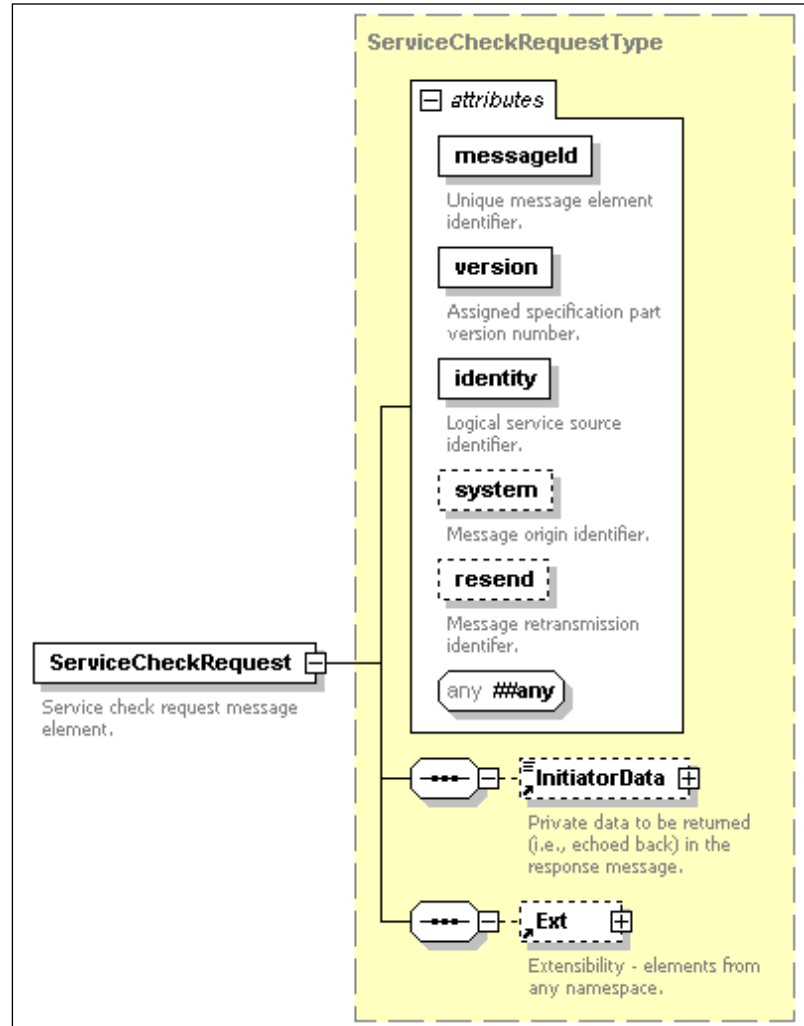 ServiceCheckRequestType
attributes
messageId
Unique message element
identifier.
version
Assigned specification part
version number.
identity
Logical service source
identifier.
system
Message origin identifier.
resend
Message retransmission
identifer.
any ##any
ServiceCheckRequest
Service check request message
element.
InitiatorData
Private data to be returned
(i.e., echoed back) in the
response message.
Ext
Extensibility - elements from
any namespace.